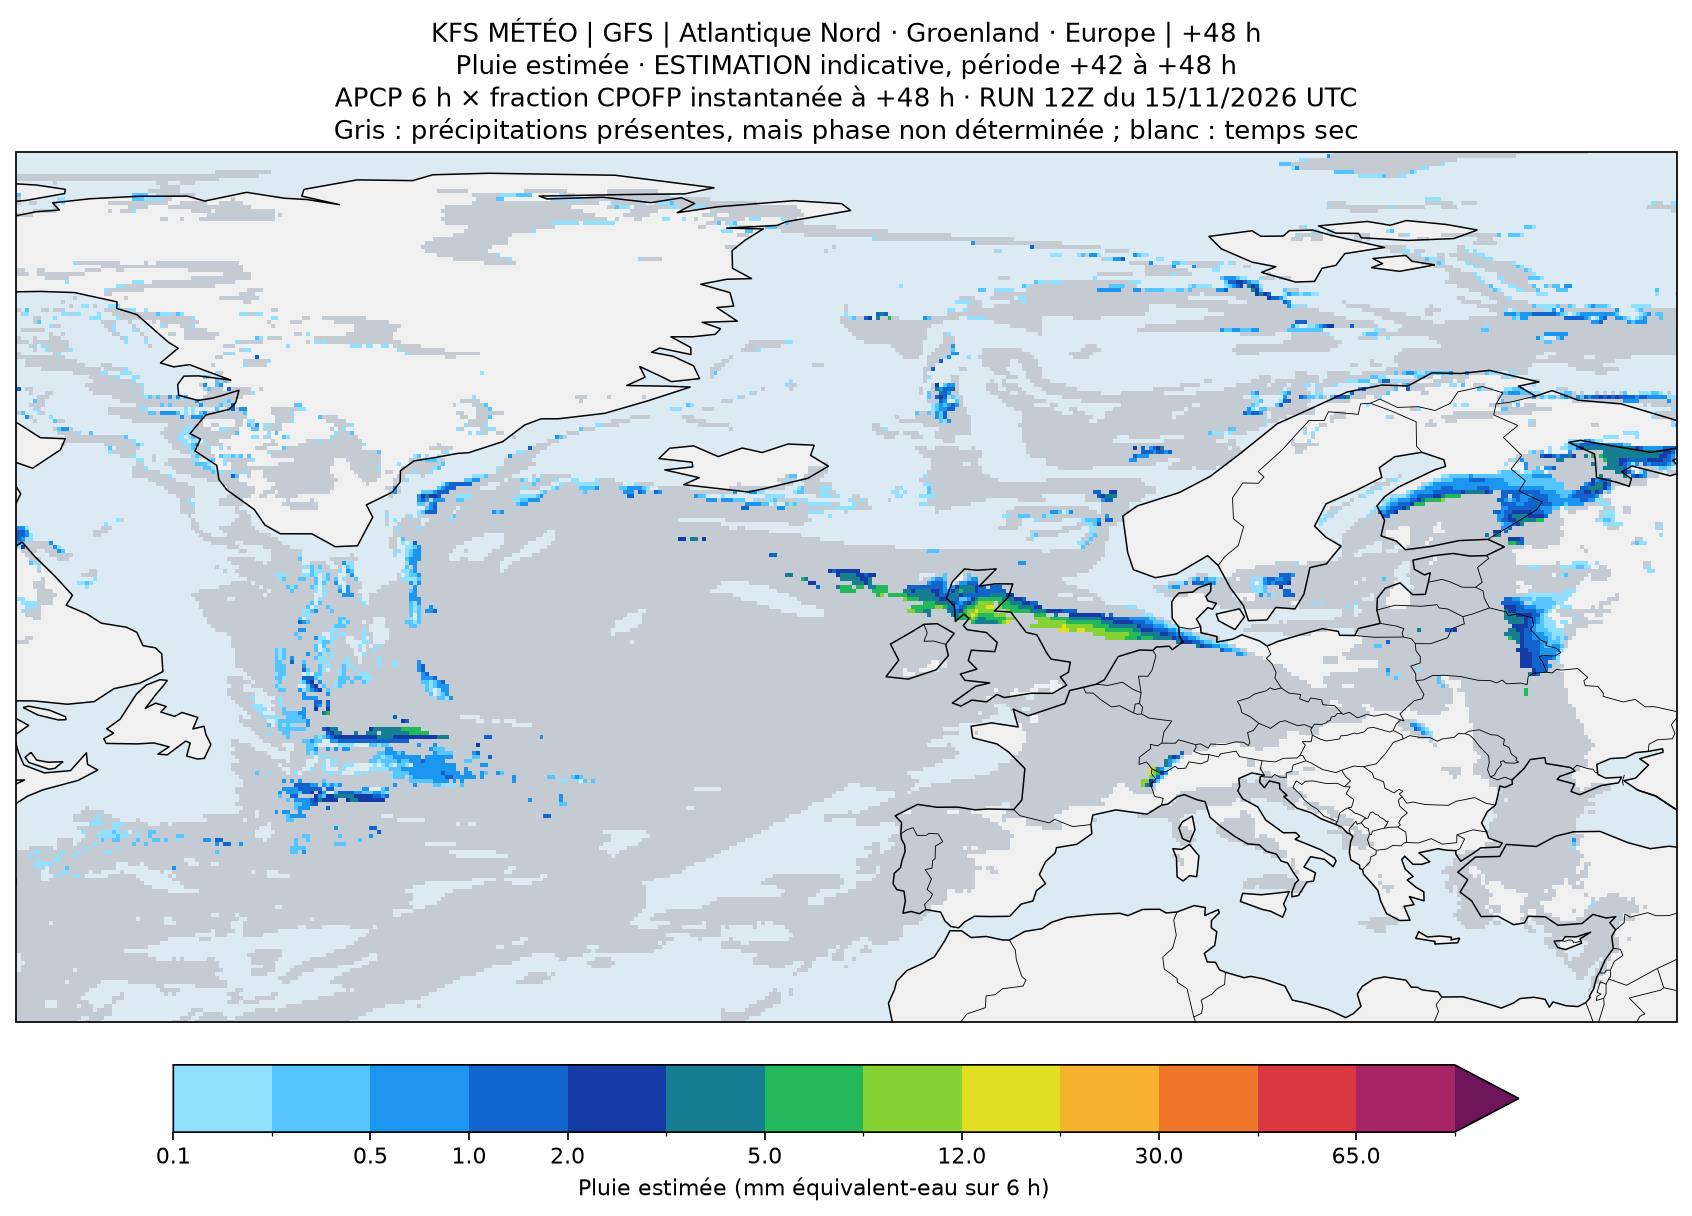 KFS MÉTÉO | GFS | Atlantique Nord · Groenland · Europe | +48 h
Pluie estimée · ESTIMATION indicative, période +42 à +48 h
APCP 6 h × fraction CPOFP instantanée à +48 h · RUN 12Z du 15/11/2026 UTC
Gris : précipitations présentes, mais phase non déterminée ; blanc : temps sec
0.1 0.5 1.0 2.0 5.0 12.0 30.0 65.0
Pluie estimée (mm équivalent-eau sur 6 h)